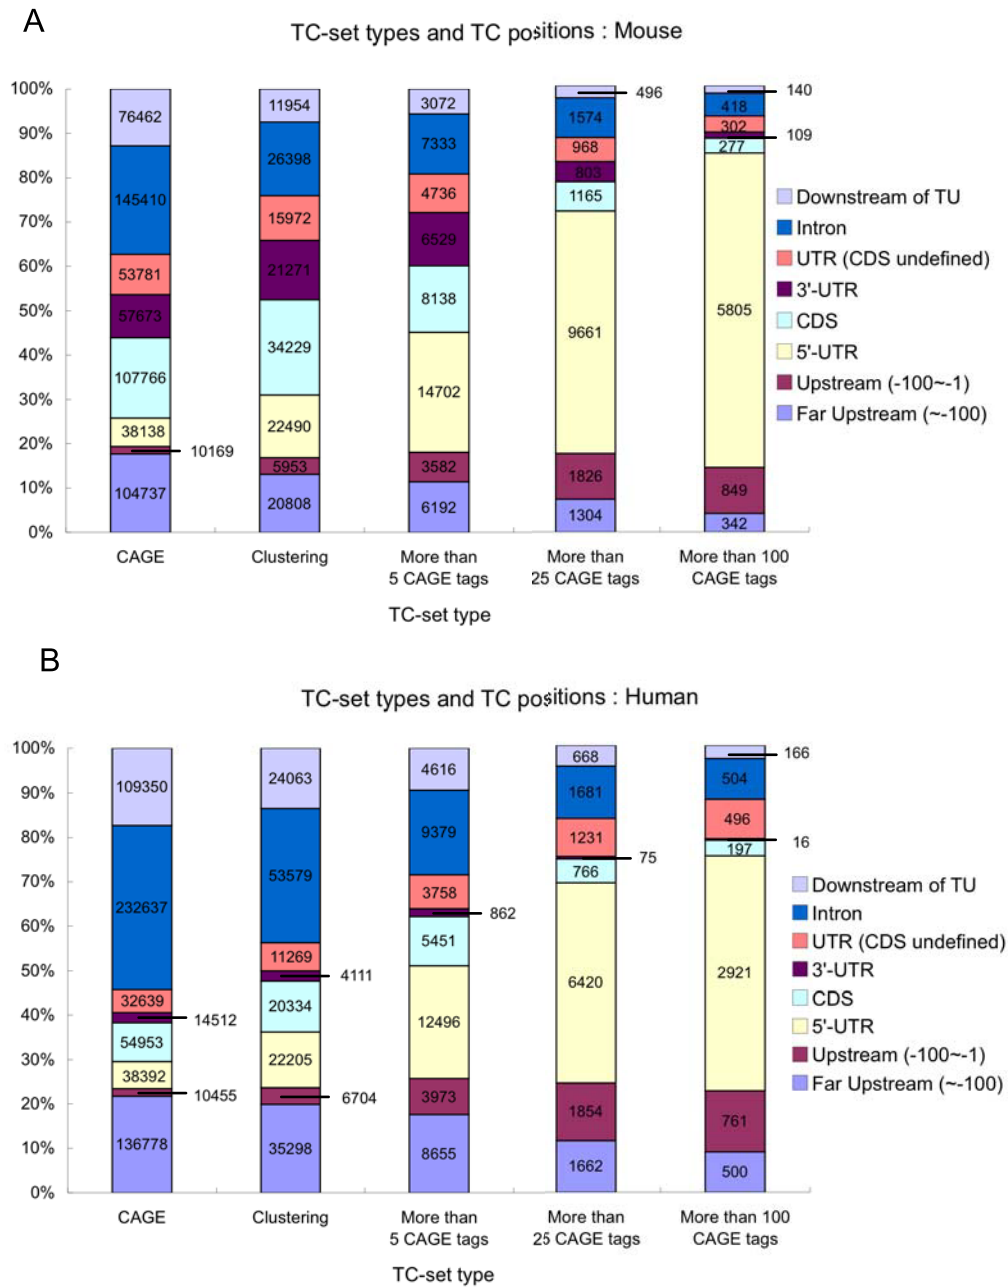 A
TC-set types and TC positions : Mouse
100%
90%
80%
70%
60%
50%
40%
30%
20%
10%
0%
76462
145410
53781
57673
107766
38138
10169
104737
11954
26398
15972
21271
34229
22490
5953
20808
3072
7333
4736
6529
8138
14702
3582
6192
496
1574
968
803
1165
9661
1826
1304
140
418
302
109
277
5805
849
342
Downstream of TU
Intron
UTR (CDS undefined)
3'-UTR
CDS
5'-UTR
Upstream (-100~-1)
Far Upstream (~-100)
CAGE
Clustering
More than
5 CAGE tags
More than
25 CAGE tags
More than 100
CAGE tags
TC-set type
B
TC-set types and TC positions : Human
100%
90%
80%
70%
60%
50%
40%
30%
20%
10%
0%
109350
232637
32639
14512
54953
38392
10455
136778
24063
53579
11269
4111
20334
22205
6704
35298
4616
9379
3758
862
5451
12496
3973
8655
668
1681
1231
75
766
6420
1854
1662
166
504
496
16
197
2921
761
500
Downstream of TU
Intron
UTR (CDS undefined)
3'-UTR
CDS
5'-UTR
Upstream (-100~-1)
Far Upstream (~-100)
CAGE
Clustering
More than
5 CAGE tags
More than
25 CAGE tags
More than 100
CAGE tags
TC-set type